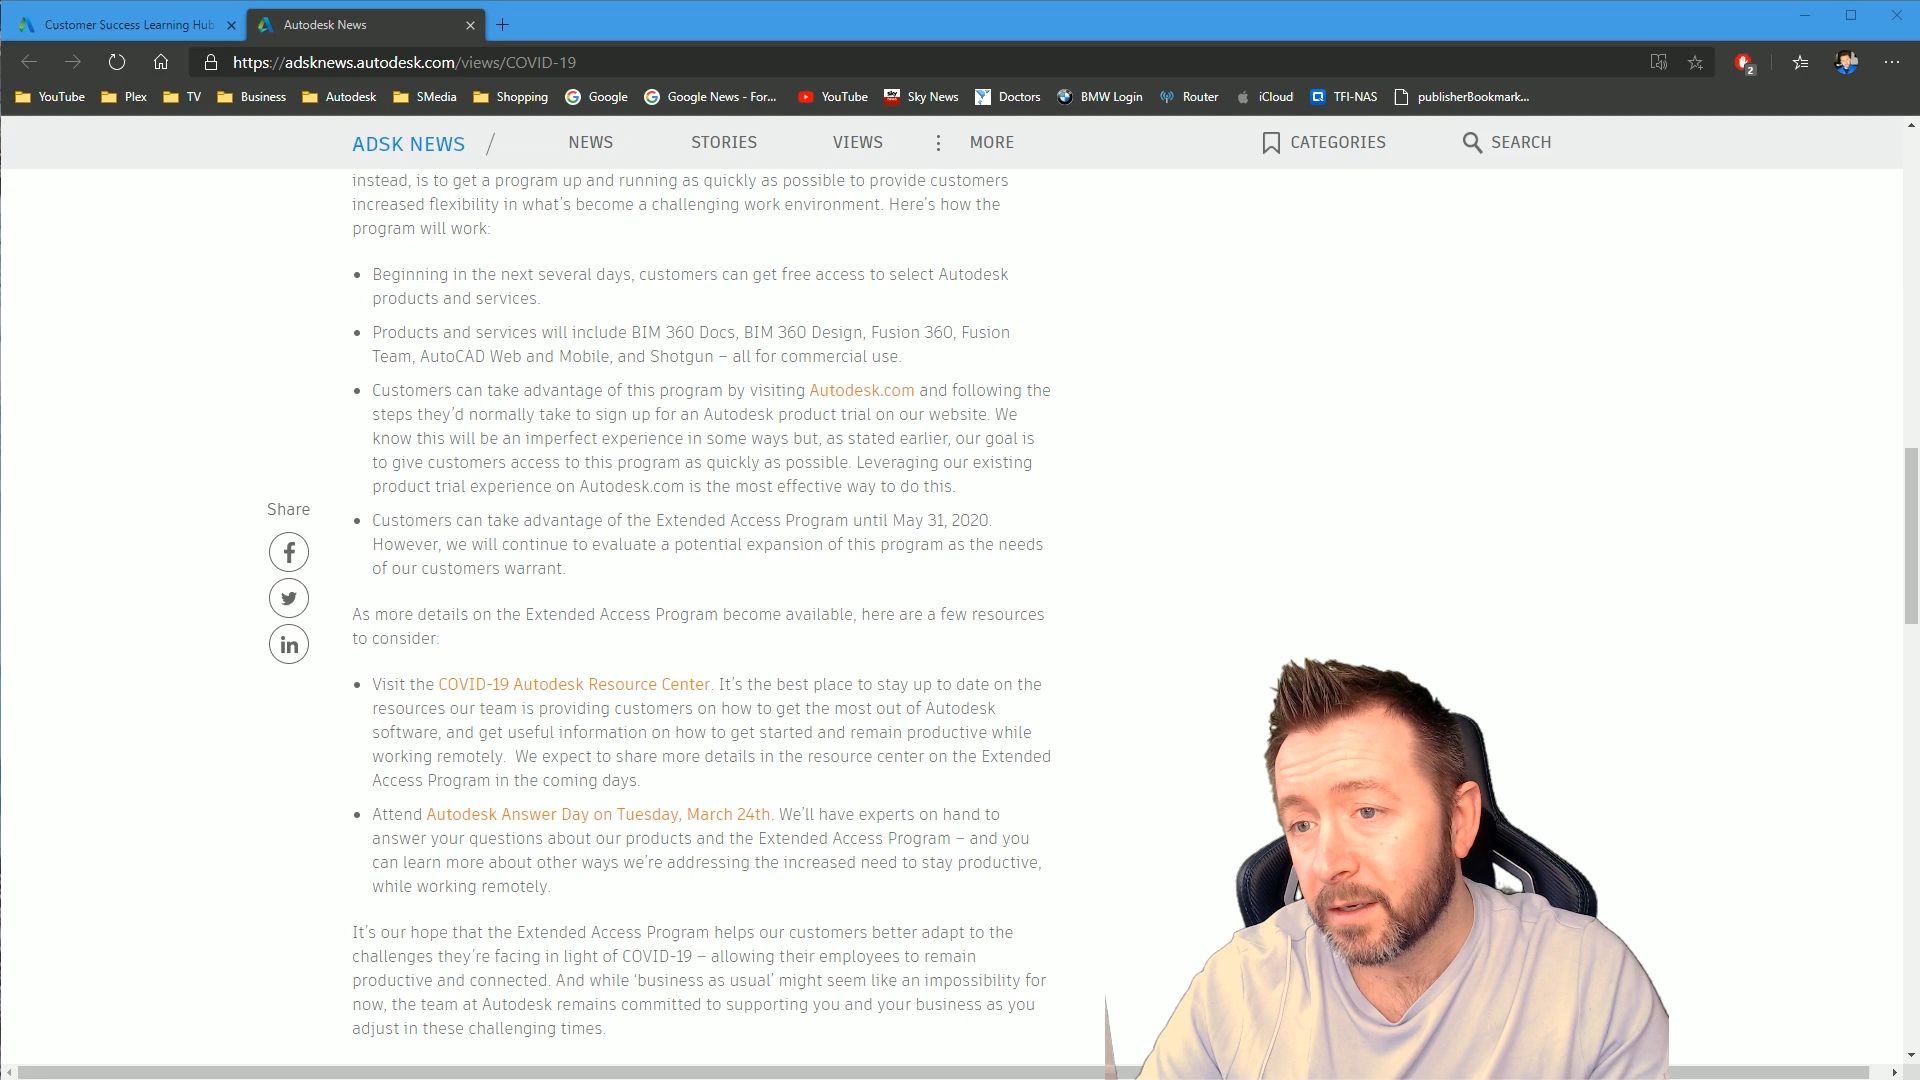 Customer Success Learning Hub
Autodesk News
https://adsknews.autodesk.com/views/COVID-19
2
YouTube
Plex
TV
Business
Autodesk
SMedia
Shopping
Google
Google News - For...
YouTube
Sky News
Doctors
BMW Login
Router
iCloud
TFI-NAS
publisherBookmark...
ADSK NEWS /
NEWS
STORIES
VIEWS
MORE
CATEGORIES
SEARCH
instead, is to get a program up and running as quickly as possible to provide customers
increased flexibility in what's become a challenging work environment. Here's how the
program will work:
• Beginning in the next several days, customers can get free access to select Autodesk
products and services.
• Products and services will include BIM 360 Docs, BIM 360 Design, Fusion 360, Fusion
Team, AutoCAD Web and Mobile, and Shotgun – all for commercial use.
• Customers can take advantage of this program by visiting Autodesk.com and following the
steps they'd normally take to sign up for an Autodesk product trial on our website. We
know this will be an imperfect experience in some ways but, as stated earlier, our goal is
to give customers access to this program as quickly as possible. Leveraging our existing
product trial experience on Autodesk.com is the most effective way to do this.
• Customers can take advantage of the Extended Access Program until May 31, 2020.
However, we will continue to evaluate a potential expansion of this program as the needs
of our customers warrant.
Share
As more details on the Extended Access Program become available, here are a few resources
to consider:
• Visit the COVID-19 Autodesk Resource Center. It's the best place to stay up to date on the
resources our team is providing customers on how to get the most out of Autodesk
software, and get useful information on how to get started and remain productive while
working remotely.  We expect to share more details in the resource center on the Extended
Access Program in the coming days.
• Attend Autodesk Answer Day on Tuesday, March 24th. We'll have experts on hand to
answer your questions about our products and the Extended Access Program – and you
can learn more about other ways we're addressing the increased need to stay productive,
while working remotely.
It's our hope that the Extended Access Program helps our customers better adapt to the
challenges they're facing in light of COVID-19 – allowing their employees to remain
productive and connected. And while ‘business as usual’ might seem like an impossibility for
now, the team at Autodesk remains committed to supporting you and your business as you
adjust in these challenging times.